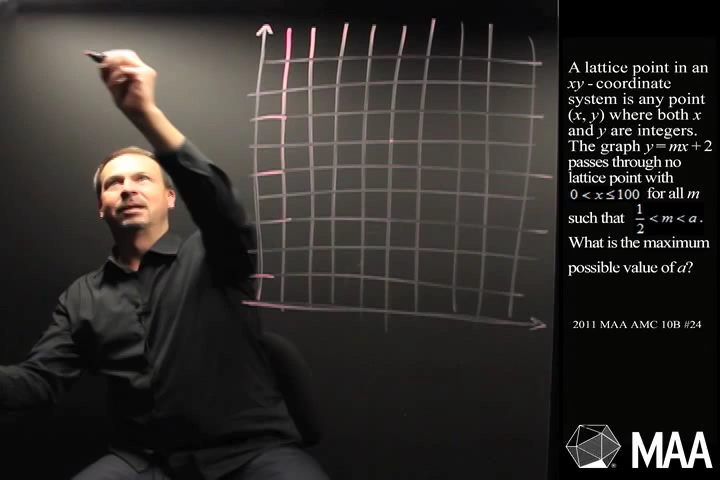 A lattice point in an
xy - coordinate
system is any point
(x, y) where both x
and y are integers.
The graph y = mx + 2
passes through no
lattice point with
0 < x ≤ 100 for all m
such that 1/2 < m < a.
What is the maximum
possible value of a?
2011 MAA AMC 10B #24
MAA